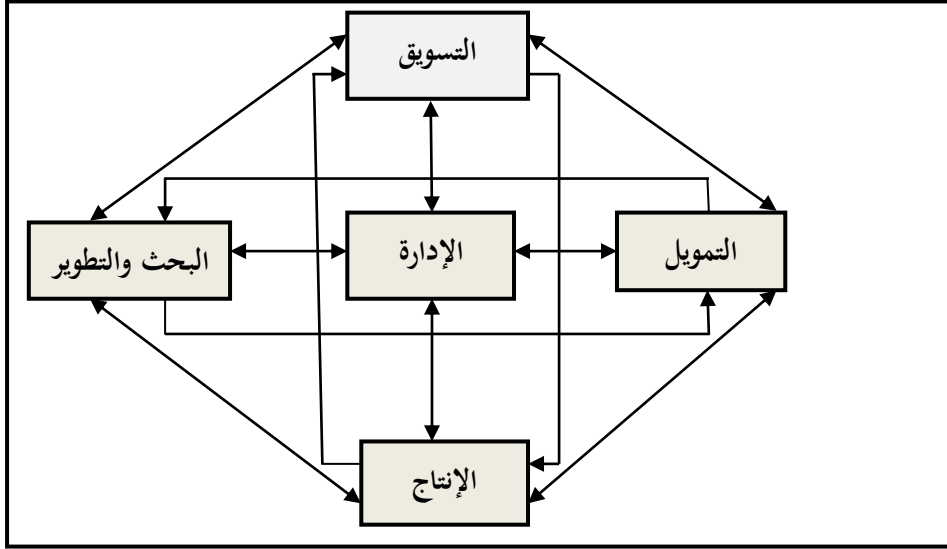 التسويق
التمويل
الإدارة
البحث والتطوير
الإنتاج